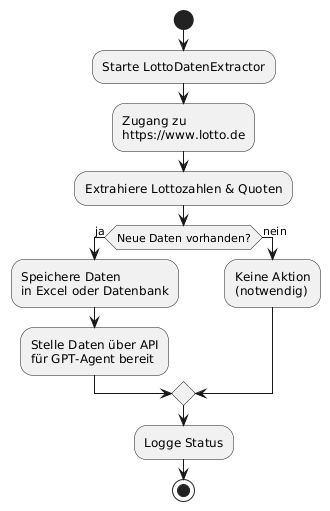 Starte LottoDatenExtractor
Zugang zu
https://www.lotto.de
Extrahiere Lottozahlen & Quoten
Neue Daten vorhanden?
ja
nein
Speichere Daten
in Excel oder Datenbank
Stelle Daten über API
für GPT-Agent bereit
Keine Aktion
(notwendig)
Logge Status